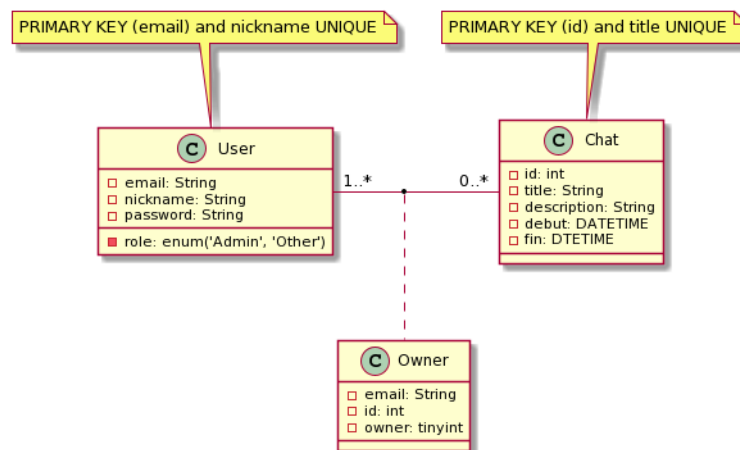 PRIMARY KEY (email) and nickname UNIQUE
PRIMARY KEY (id) and title UNIQUE
C User
email: String
nickname: String
password: String
role: enum('Admin', 'Other')
1..*
0..*
C Chat
id: int
title: String
description: String
debut: DATETIME
fin: DTETIME
C Owner
email: String
id: int
owner: tinyint